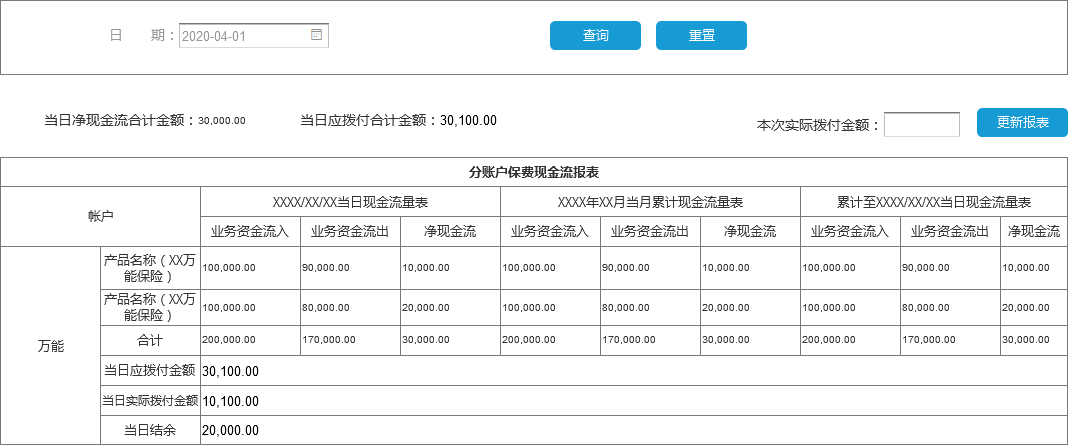 日 期：2020-04-01 查询 重置
当日净现金流合计金额：30,000.00 当日应拨付合计金额：30,100.00 本次实际拨付金额： 更新报表
分账户保费现金流报表
帐户 XXXX/XX/XX当日现金流量表 XXXX年XX月当月累计现金流量表 累计至XXXX/XX/XX当日现金流量表
业务资金流入 业务资金流出 净现金流 业务资金流入 业务资金流出 净现金流 业务资金流入 业务资金流出 净现金流
万能
产品名称（XX万
能保险）
100,000.00 90,000.00 10,000.00 100,000.00 90,000.00 10,000.00 100,000.00 90,000.00 10,000.00
产品名称（XX万
能保险）
100,000.00 80,000.00 20,000.00 100,000.00 80,000.00 20,000.00 100,000.00 80,000.00 20,000.00
合计 200,000.00 170,000.00 30,000.00 200,000.00 170,000.00 30,000.00 200,000.00 170,000.00 30,000.00
当日应拨付金额 30,100.00
当日实际拨付金额 10,100.00
当日结余 20,000.00